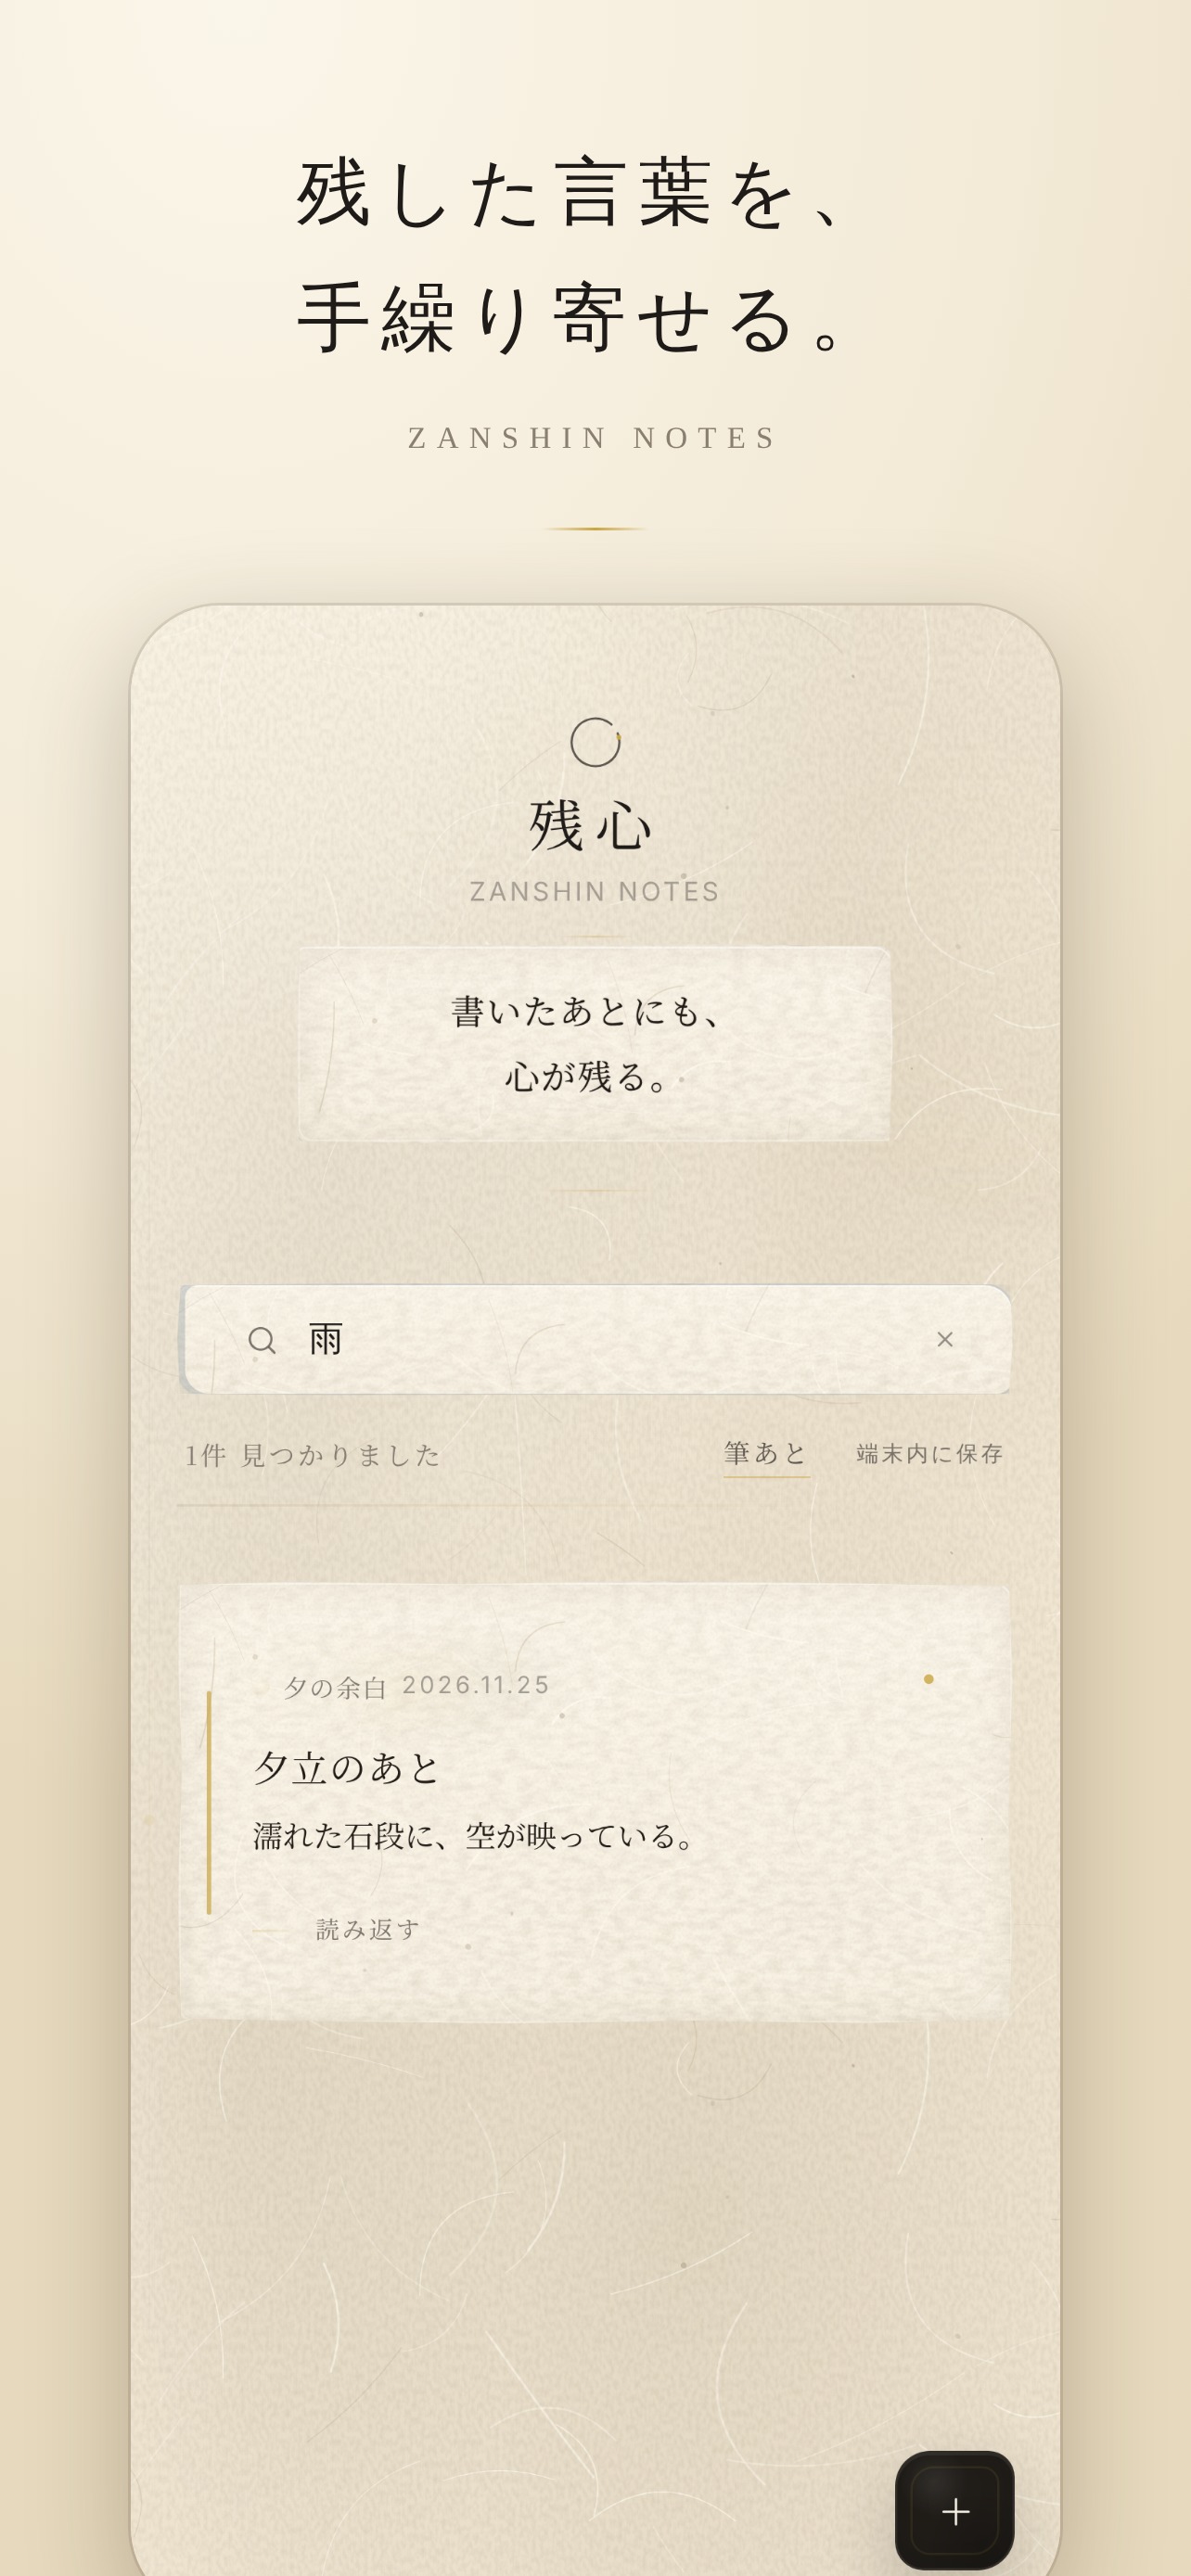 残した言葉を、
手繰り寄せる。
ZANSHIN NOTES
残心
ZANSHIN NOTES
書いたあとにも、
心が残る。
雨
1件 見つかりました 筆あと 端末内に保存
夕の余白 2026.11.25
夕立のあと
濡れた石段に、空が映っている。
読み返す